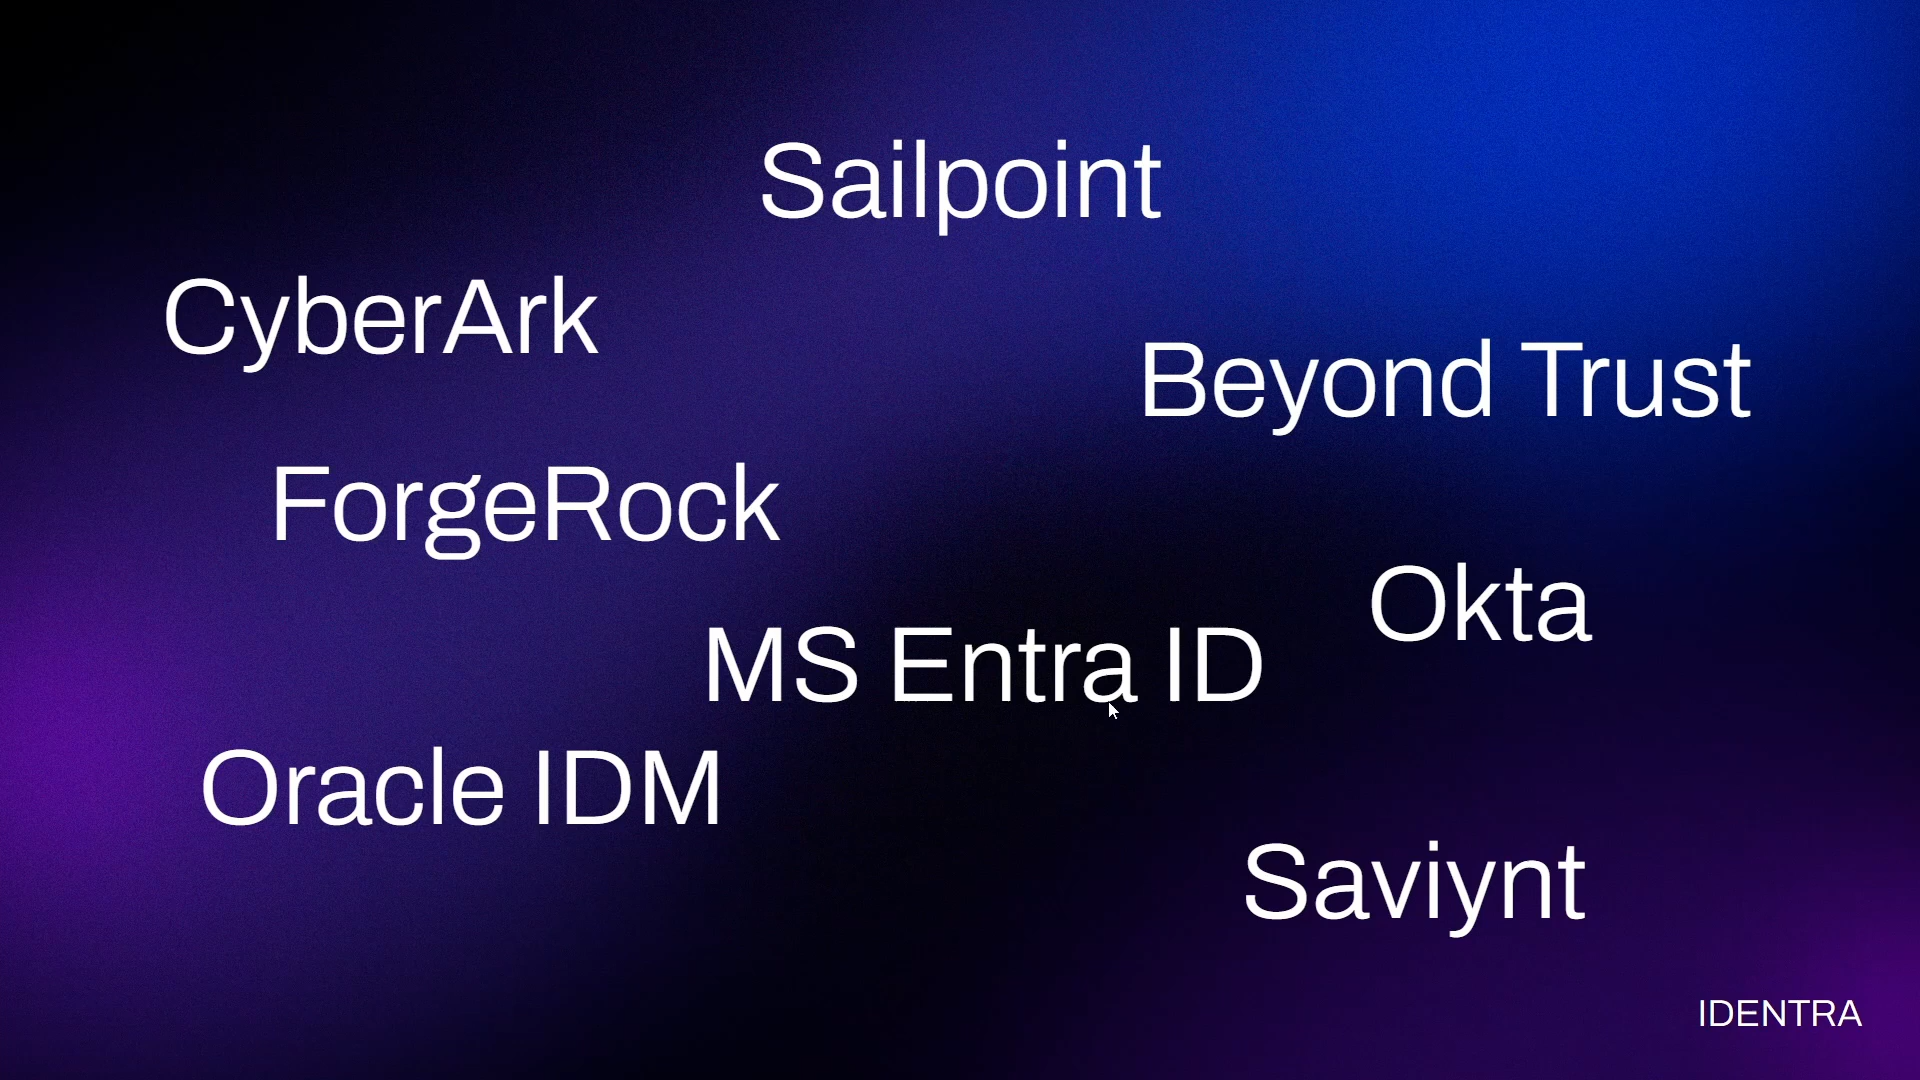 Sailpoint
CyberArk
Beyond Trust
ForgeRock
Okta
MS Entra ID
Oracle IDM
Saviynt
IDENTRA